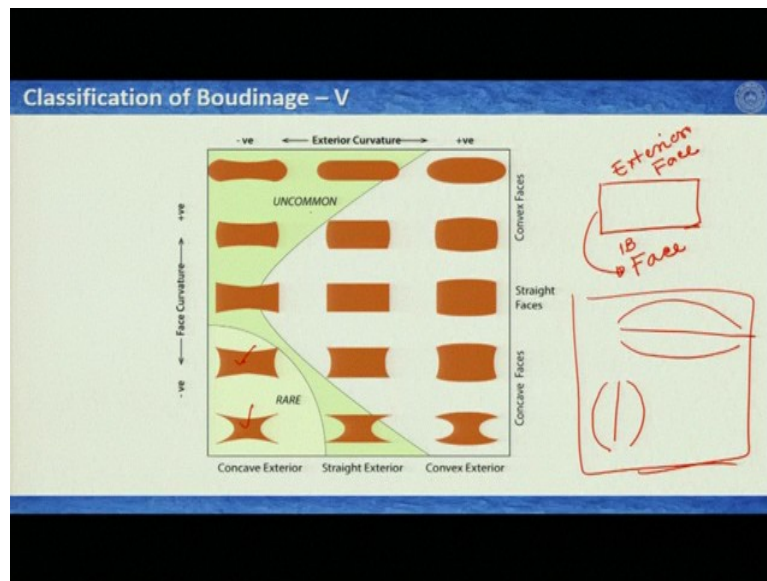 Classification of Boudinage – V
- ve ← Exterior Curvature → +ve
UNCOMMON
RARE
- ve ← Face Curvature → +ve
Convex Faces
Straight
Faces
Concave Faces
Concave Exterior Straight Exterior Convex Exterior
Exterior
Face
IB
Face